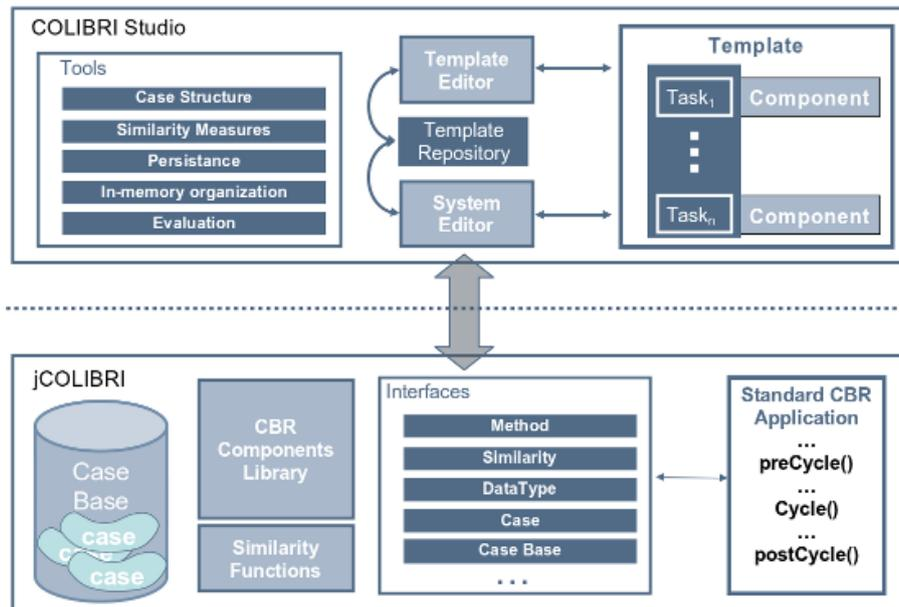 COLIBRI Studio
Tools
Case Structure
Similarity Measures
Persistance
In-memory organization
Evaluation
Template
Editor
Template
Repository
System
Editor
Template
Task1
Component
Taskn
Component
jCOLIBRI
Case
Base
case
case
case
CBR
Components
Library
Similarity
Functions
Interfaces
Method
Similarity
DataType
Case
Case Base
...
Standard CBR
Application
...
preCycle()
...
Cycle()
...
postCycle()